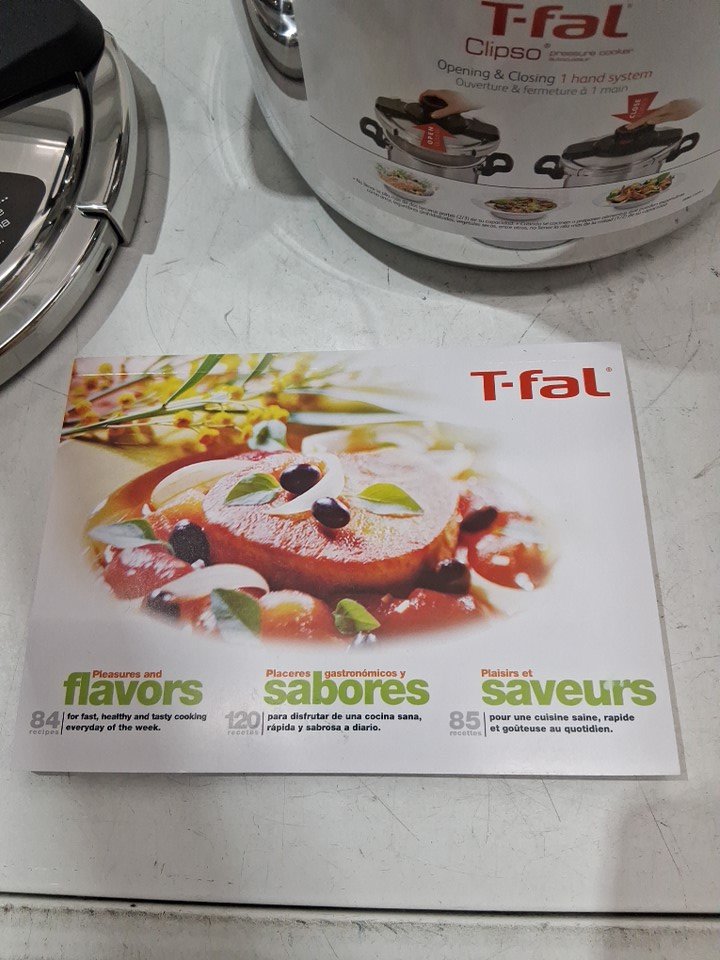 T-fal
Clipso® pressure cooker
Opening & Closing 1 hand system
Ouverture & fermeture à 1 main
OPEN
CLOSE
T-fal®
Pleasures and
flavors
84 recipes
for fast, healthy and tasty cooking
everyday of the week.
Placeres gastronómicos y
sabores
120 recetas
para disfrutar de una cocina sana,
rápida y sabrosa a diario.
Plaisirs et
saveurs
85 recettes
pour une cuisine saine, rapide
et goûteuse au quotidien.